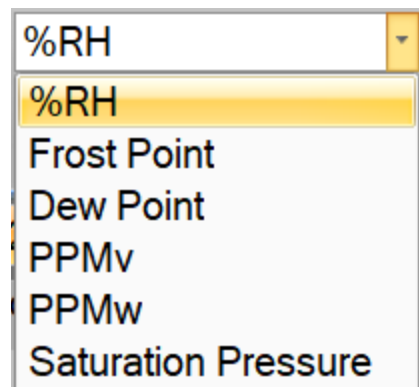 %RH
%RH
Frost Point
Dew Point
PPMv
PPMw
Saturation Pressure